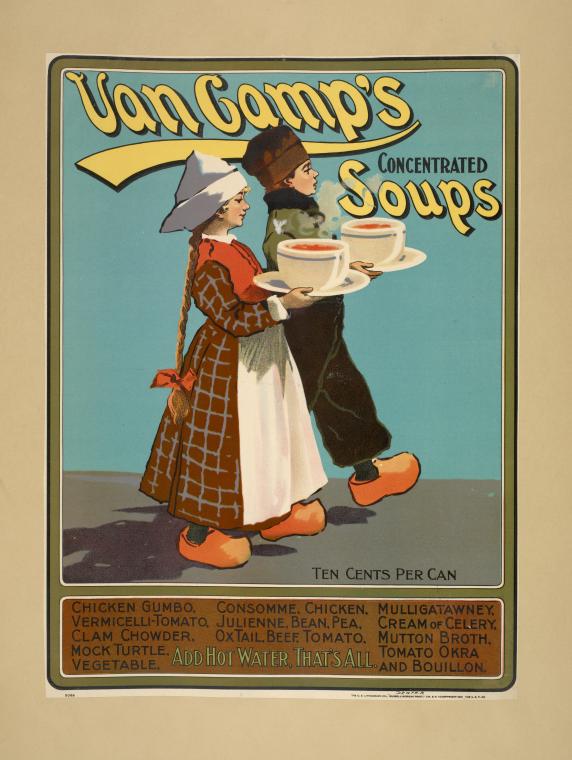 Van Camp's
CONCENTRATED
Soups
TEN CENTS PER CAN
CHICKEN GUMBO. CONSOMME, CHICKEN, MULLIGATAWNEY,
VERMICELLI-TOMATO, JULIENNE, BEAN, PEA, CREAM OF CELERY,
CLAM CHOWDER. OXTAIL, BEEF, TOMATO, MUTTON BROTH,
MOCK TURTLE. TOMATO OKRA
VEGETABLE. ADD HOT WATER, THAT'S ALL. AND BOUILLON.